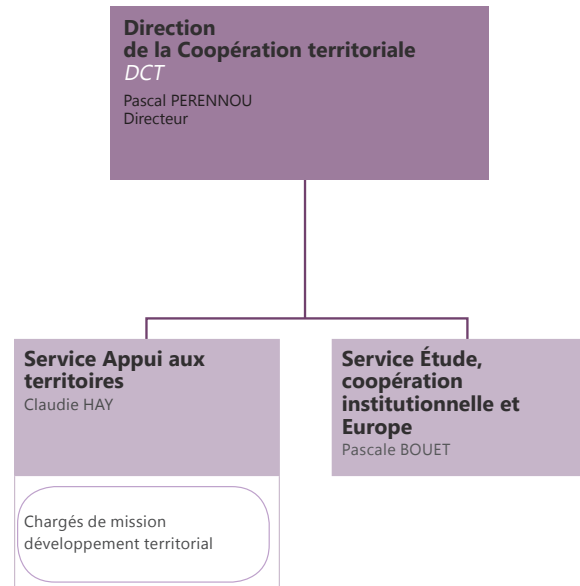 Direction
de la Coopération territoriale
DCT
Pascal PERENNOU
Directeur
Service Appui aux
territoires
Claudie HAY
Chargés de mission
développement territorial
Service Étude,
coopération
institutionnelle et
Europe
Pascale BOUET